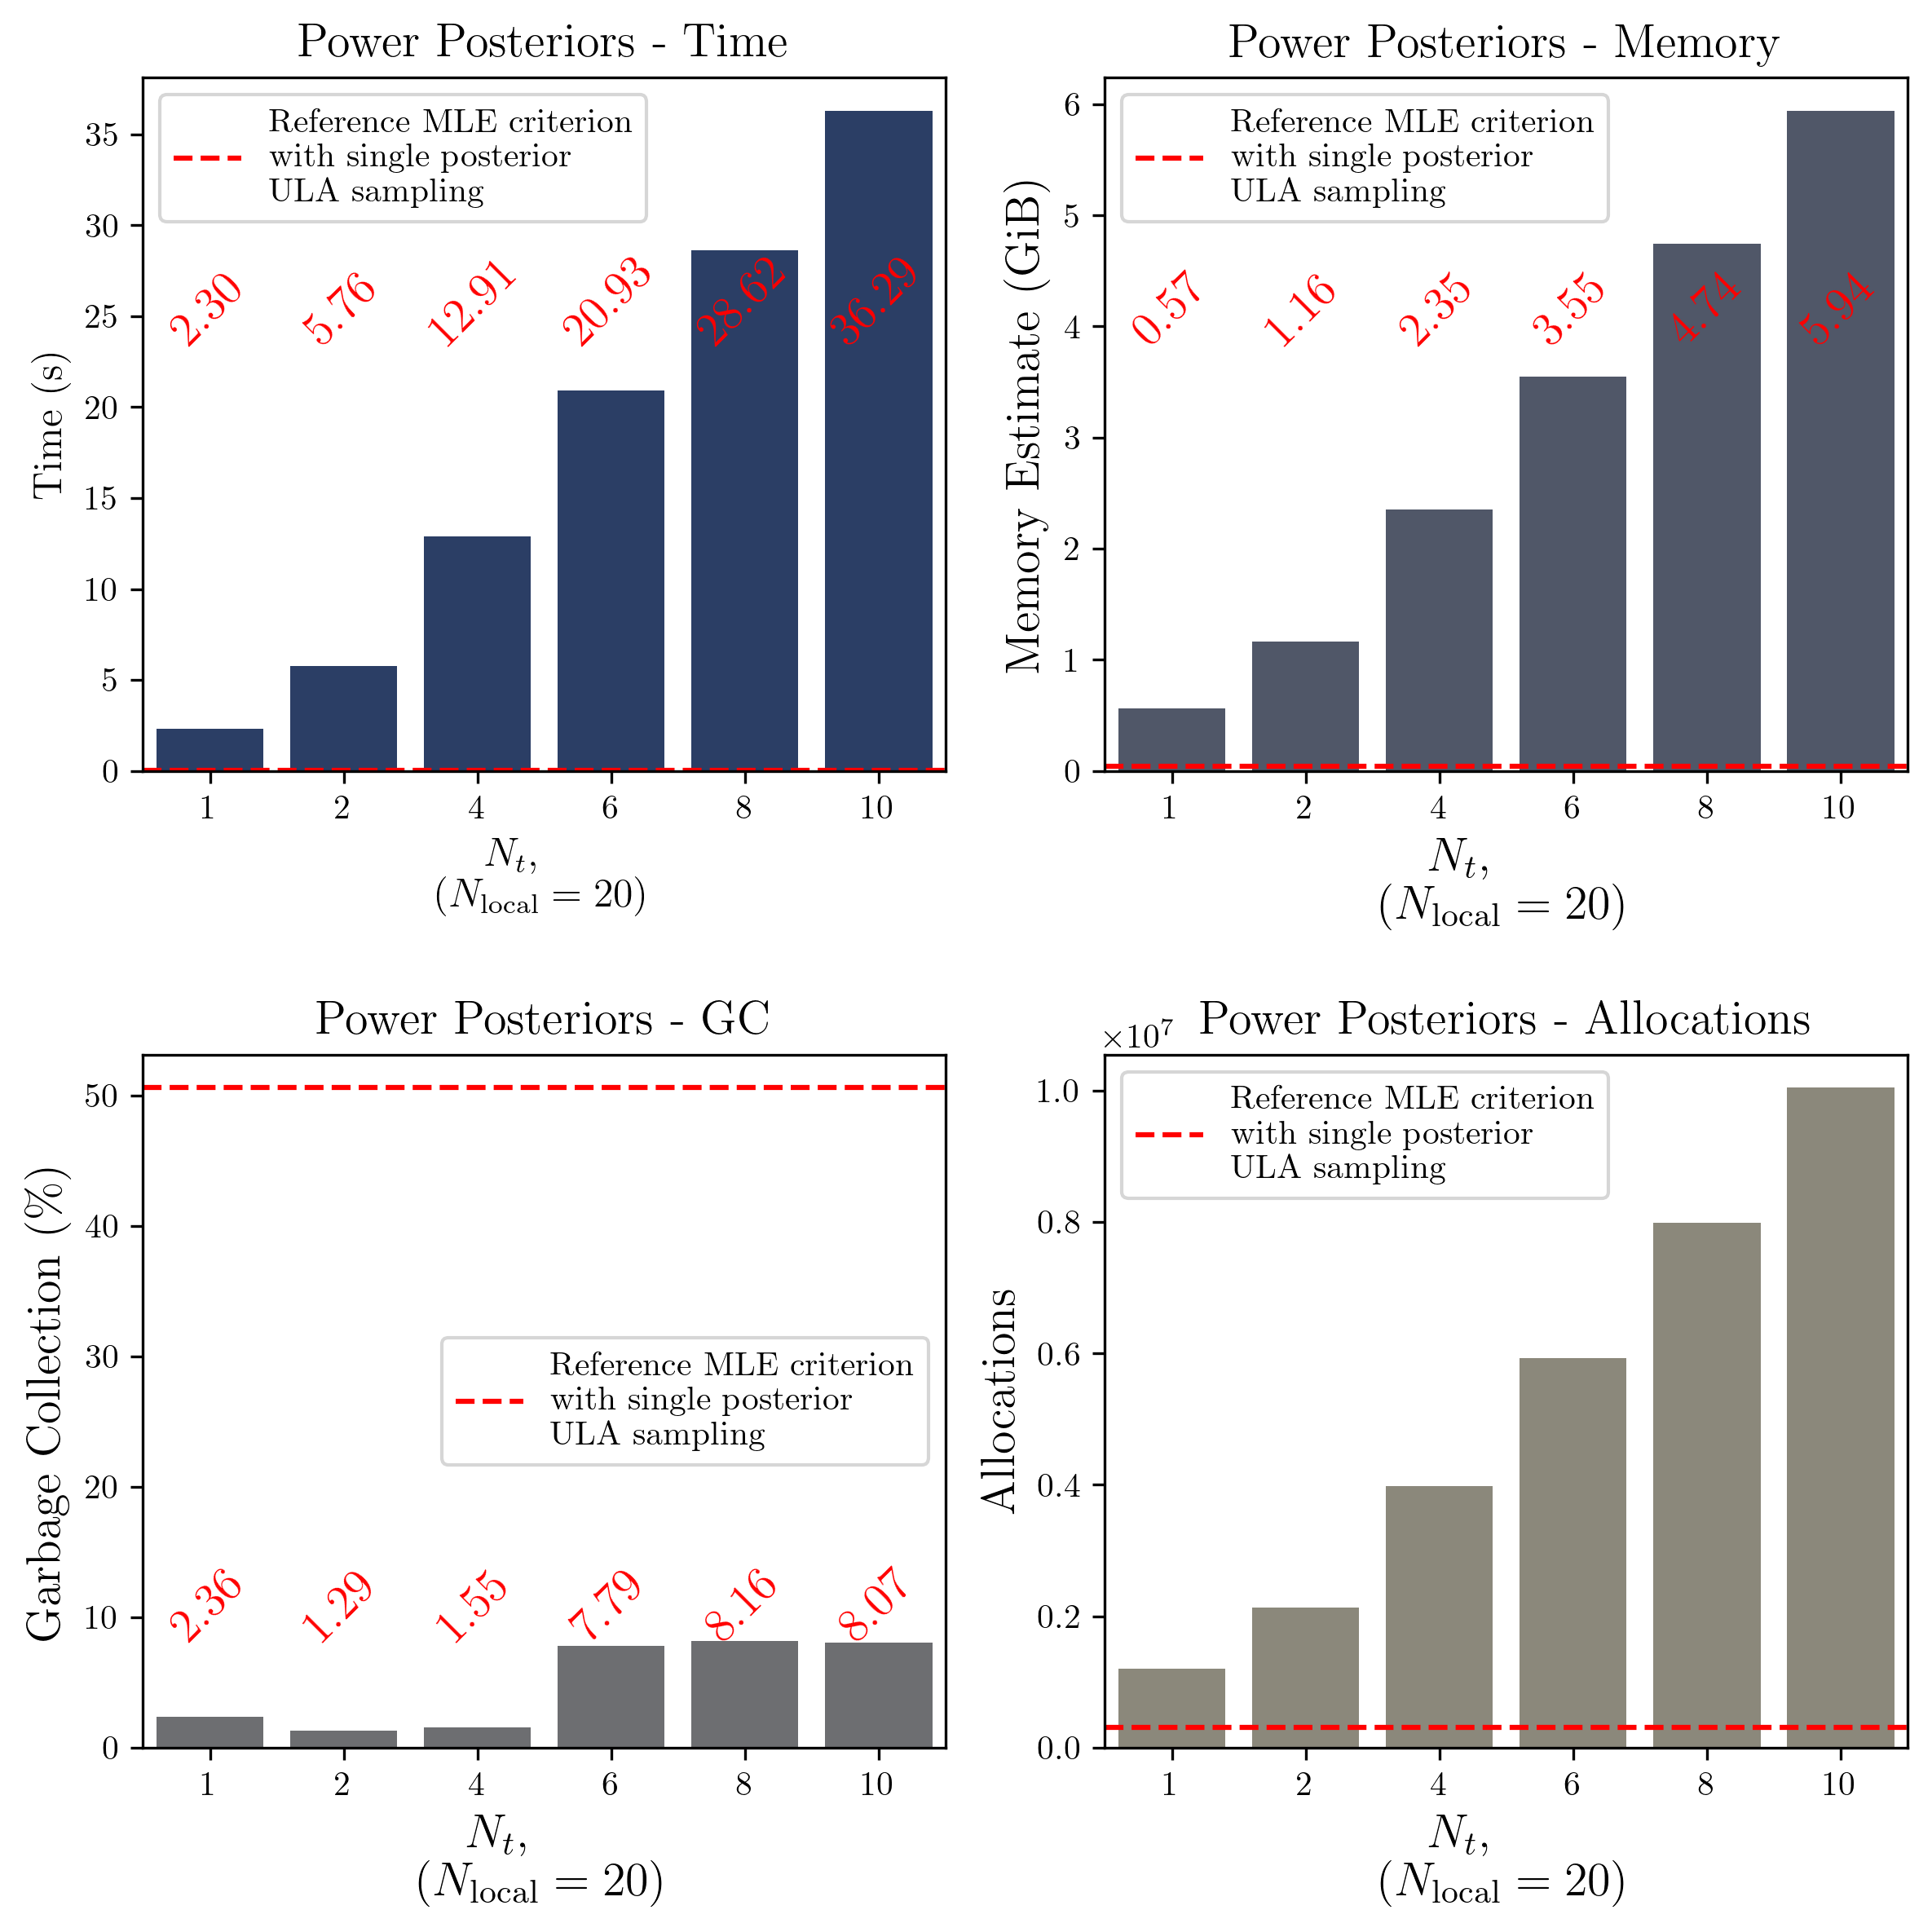 Power Posteriors - Time
Reference MLE criterion
with single posterior
ULA sampling
35
30
25
20
15
10
5
0
Time (s)
2.30
5.76
12.91
20.93
28.62
36.29
1
2
4
6
8
10
N_t,
(N_local = 20)
Power Posteriors - Memory
Reference MLE criterion
with single posterior
ULA sampling
6
5
4
3
2
1
0
Memory Estimate (GiB)
0.57
1.16
2.35
3.55
4.74
5.94
1
2
4
6
8
10
N_t,
(N_local = 20)
Power Posteriors - GC
50
40
30
20
10
0
Garbage Collection (%)
Reference MLE criterion
with single posterior
ULA sampling
2.36
1.29
1.55
7.79
8.16
8.07
1
2
4
6
8
10
N_t,
(N_local = 20)
Power Posteriors - Allocations
×10⁷
Reference MLE criterion
with single posterior
ULA sampling
1.0
0.8
0.6
0.4
0.2
0.0
Allocations
1
2
4
6
8
10
N_t,
(N_local = 20)